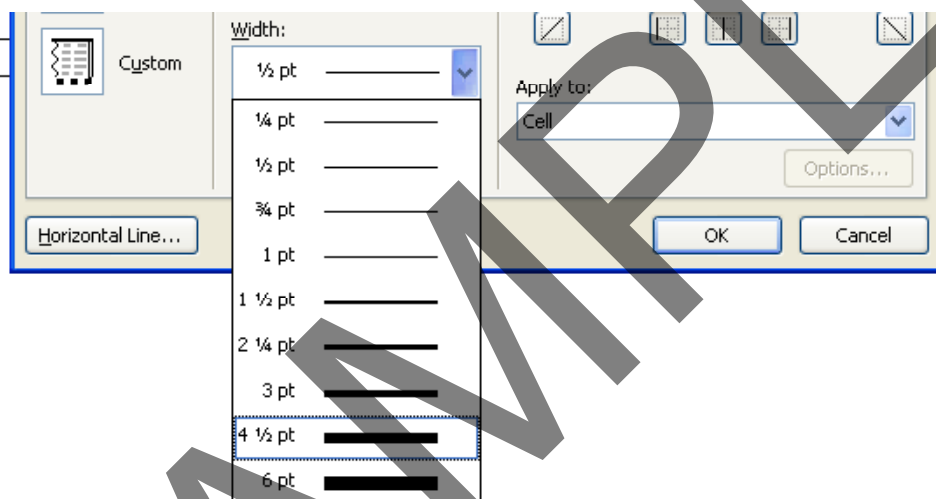 Width:
Custom
½ pt
Apply to:
Cell
¼ pt
½ pt
¾ pt
1 pt
1 ½ pt
2 ¼ pt
3 pt
4 ½ pt
6 pt
Options...
Horizontal Line...
OK
Cancel